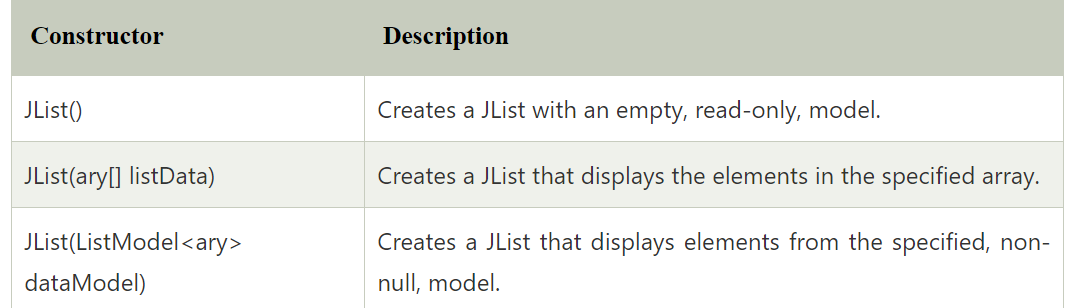 Constructor Description
JList() Creates a JList with an empty, read-only, model.
JList(ary[] listData) Creates a JList that displays the elements in the specified array.
JList(ListModel<ary> Creates a JList that displays elements from the specified, non-
dataModel) null, model.